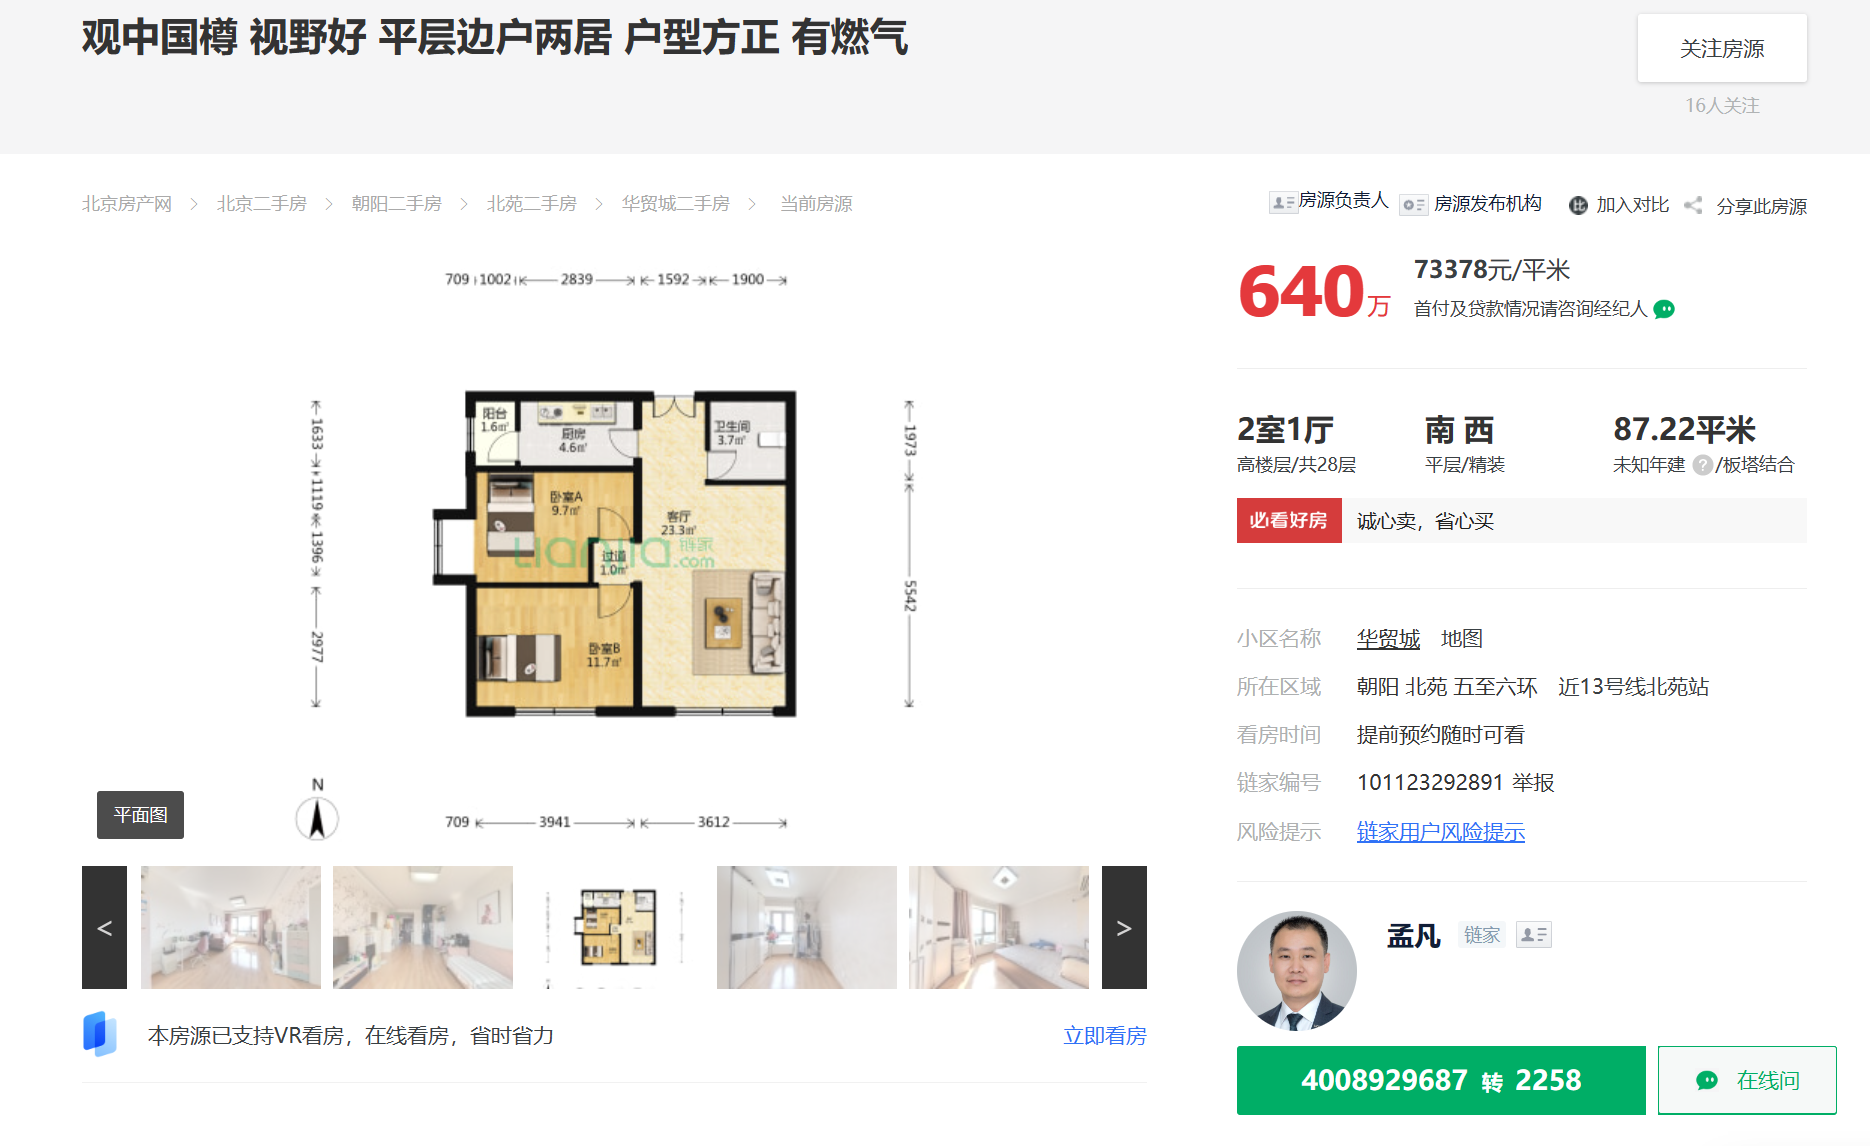 观中国樽 视野好 平层边户两居 户型方正 有燃气
关注房源
16人关注
北京房产网 > 北京二手房 > 朝阳二手房 > 北苑二手房 > 华贸城二手房 > 当前房源
房源负责人 房源发布机构 加入对比 分享此房源
709 1002 2839 1592 1900
1633
1119
1396
2977
阳台
1.6㎡
厨房
4.6㎡
卫生间
3.7㎡
卧室A
9.7㎡
客厅
23.3㎡
LIANJIA 链家
.com
过道
1.0㎡
卧室B
11.7㎡
1973
5542
N
平面图
709 3941 3612
< >
本房源已支持VR看房，在线看房，省时省力 立即看房
640万
73378元/平米
首付及贷款情况请咨询经纪人
2室1厅 南 西 87.22平米
高楼层/共28层 平层/精装 未知年建 ?/板塔结合
必看好房 诚心卖，省心买
小区名称 华贸城 地图
所在区域 朝阳 北苑 五至六环 近13号线北苑站
看房时间 提前预约随时可看
链家编号 101123292891 举报
风险提示 链家用户风险提示
孟凡 链家
4008929687 转 2258
在线问